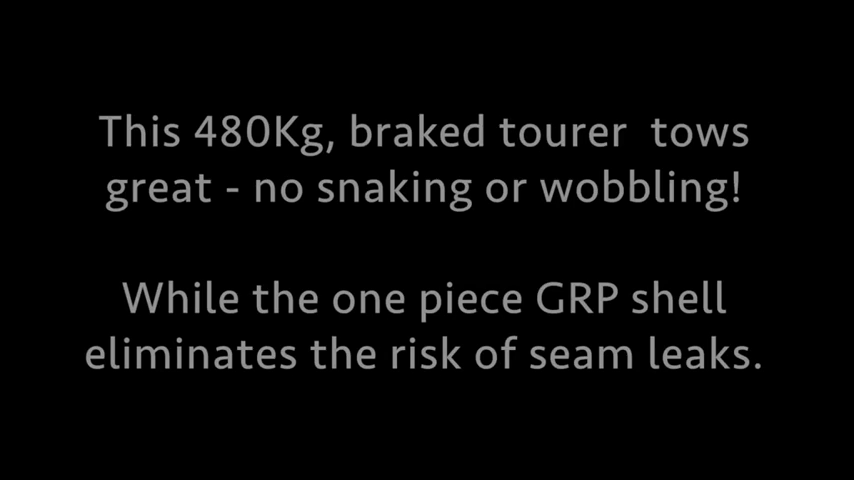 This 480Kg, braked tourer  tows
great - no snaking or wobbling!
While the one piece GRP shell
eliminates the risk of seam leaks.